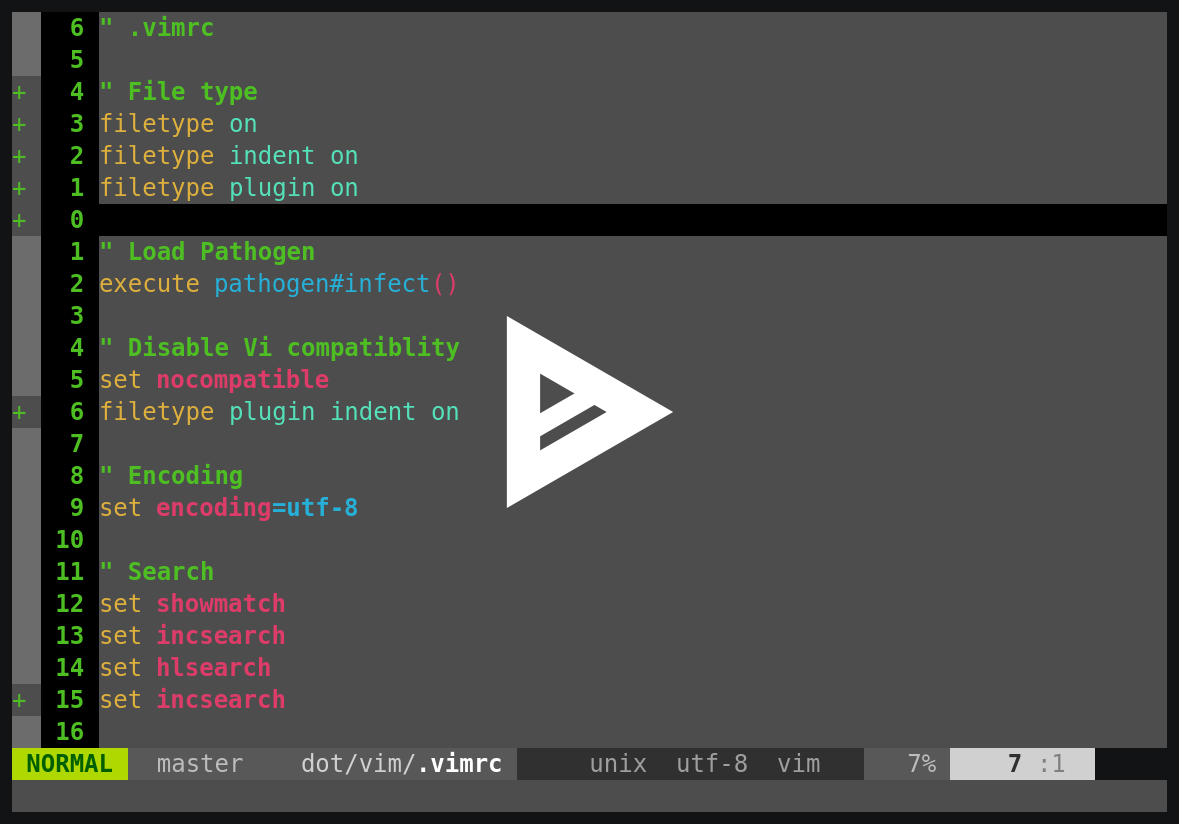 6 " .vimrc
5
+ 4 " File type
+ 3 filetype on
+ 2 filetype indent on
+ 1 filetype plugin on
+ 0
1 " Load Pathogen
2 execute pathogen#infect()
3
4 " Disable Vi compatiblity
5 set nocompatible
+ 6 filetype plugin indent on
7
8 " Encoding
9 set encoding=utf-8
10
11 " Search
12 set showmatch
13 set incsearch
14 set hlsearch
+ 15 set incsearch
16
NORMAL master dot/vim/.vimrc unix utf-8 vim 7% 7 :1